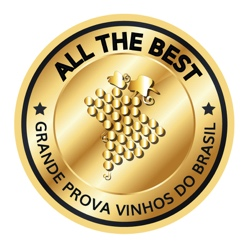 ALL THE BEST
GRANDE PROVA VINHOS DO BRASIL